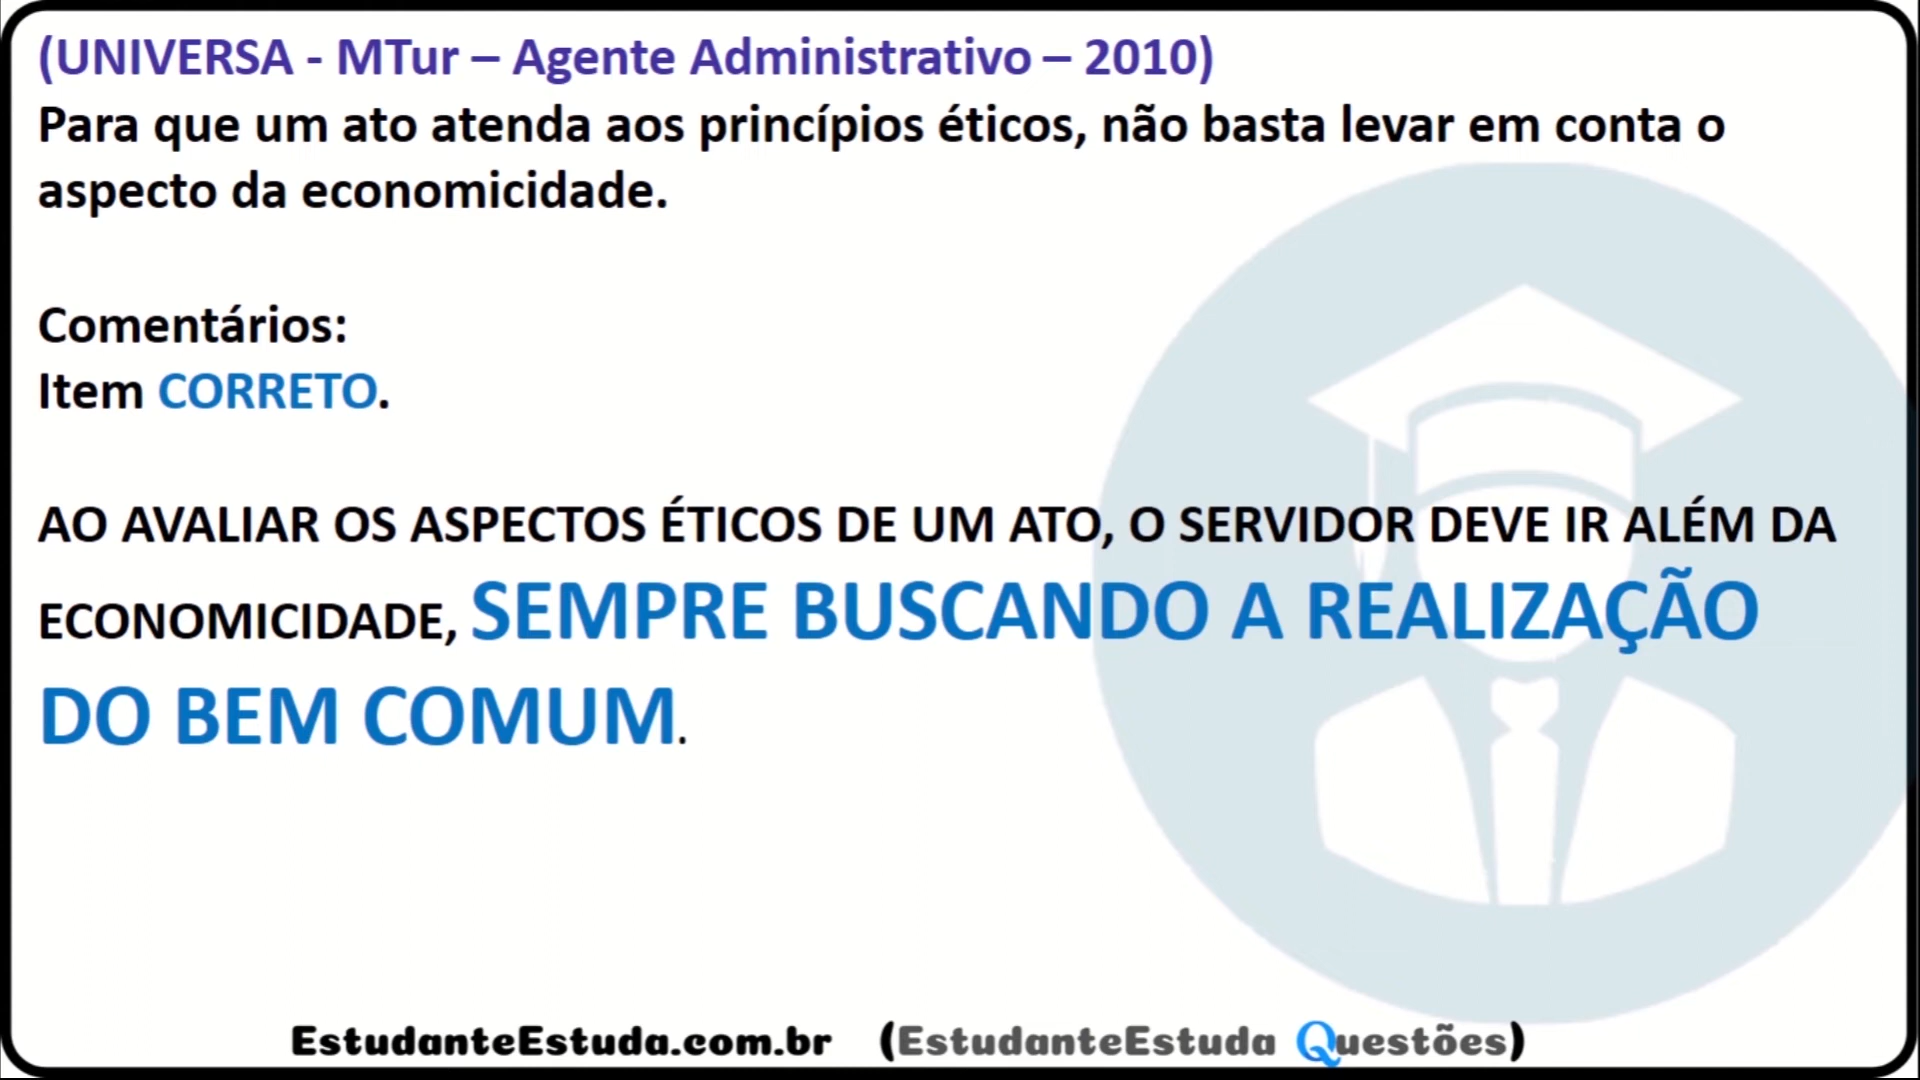 (UNIVERSA - MTur – Agente Administrativo – 2010)
Para que um ato atenda aos princípios éticos, não basta levar em conta o
aspecto da economicidade.
Comentários:
Item CORRETO.
AO AVALIAR OS ASPECTOS ÉTICOS DE UM ATO, O SERVIDOR DEVE IR ALÉM DA
ECONOMICIDADE, SEMPRE BUSCANDO A REALIZAÇÃO
DO BEM COMUM.
EstudanteEstuda.com.br (EstudanteEstuda Questões)